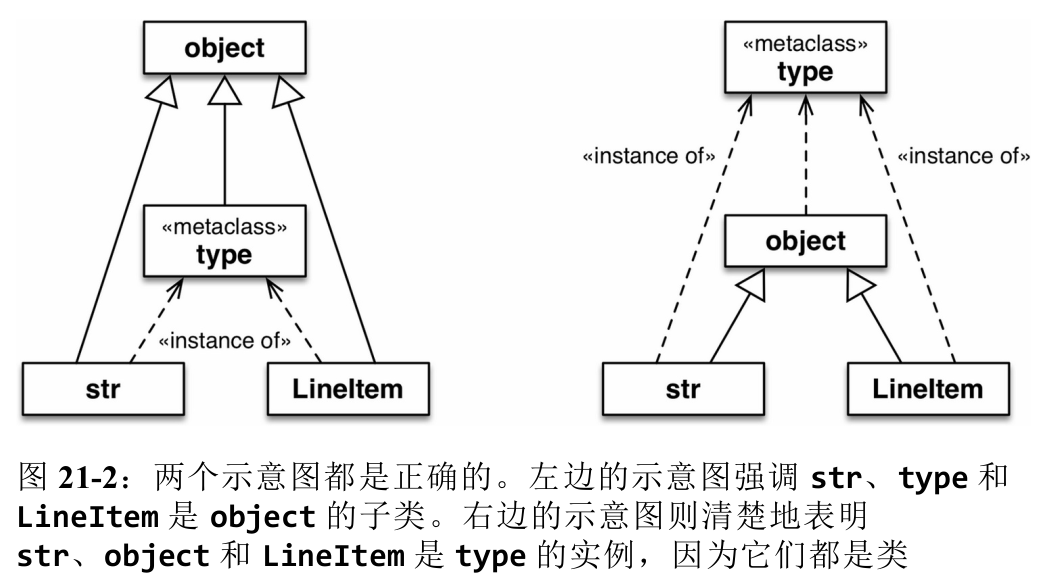 object
«metaclass»
type
«instance of»
str
LineItem
«metaclass»
type
«instance of»
«instance of»
object
str
LineItem
图 21-2：两个示意图都是正确的。左边的示意图强调 str、type 和
LineItem 是 object 的子类。右边的示意图则清楚地表明
str、object 和 LineItem 是 type 的实例，因为它们都是类